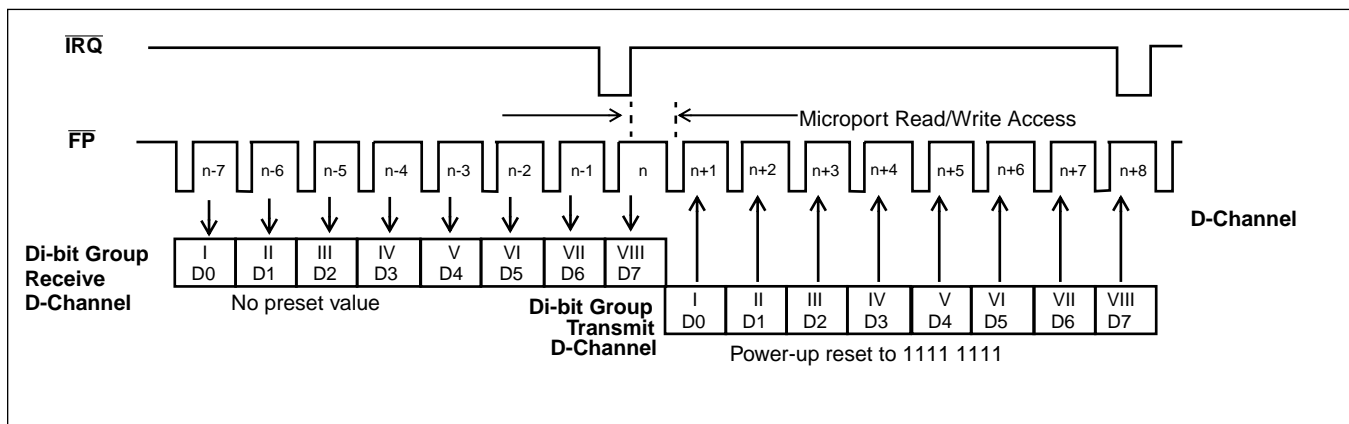 IRQ
Microport Read/Write Access
FP
n-7 n-6 n-5 n-4 n-3 n-2 n-1 n n+1 n+2 n+3 n+4 n+5 n+6 n+7 n+8
D-Channel
Di-bit Group
Receive
D-Channel
I II III IV V VI VII VIII
D0 D1 D2 D3 D4 D5 D6 D7
No preset value
Di-bit Group
Transmit
D-Channel
I II III IV V VI VII VIII
D0 D1 D2 D3 D4 D5 D6 D7
Power-up reset to 1111 1111